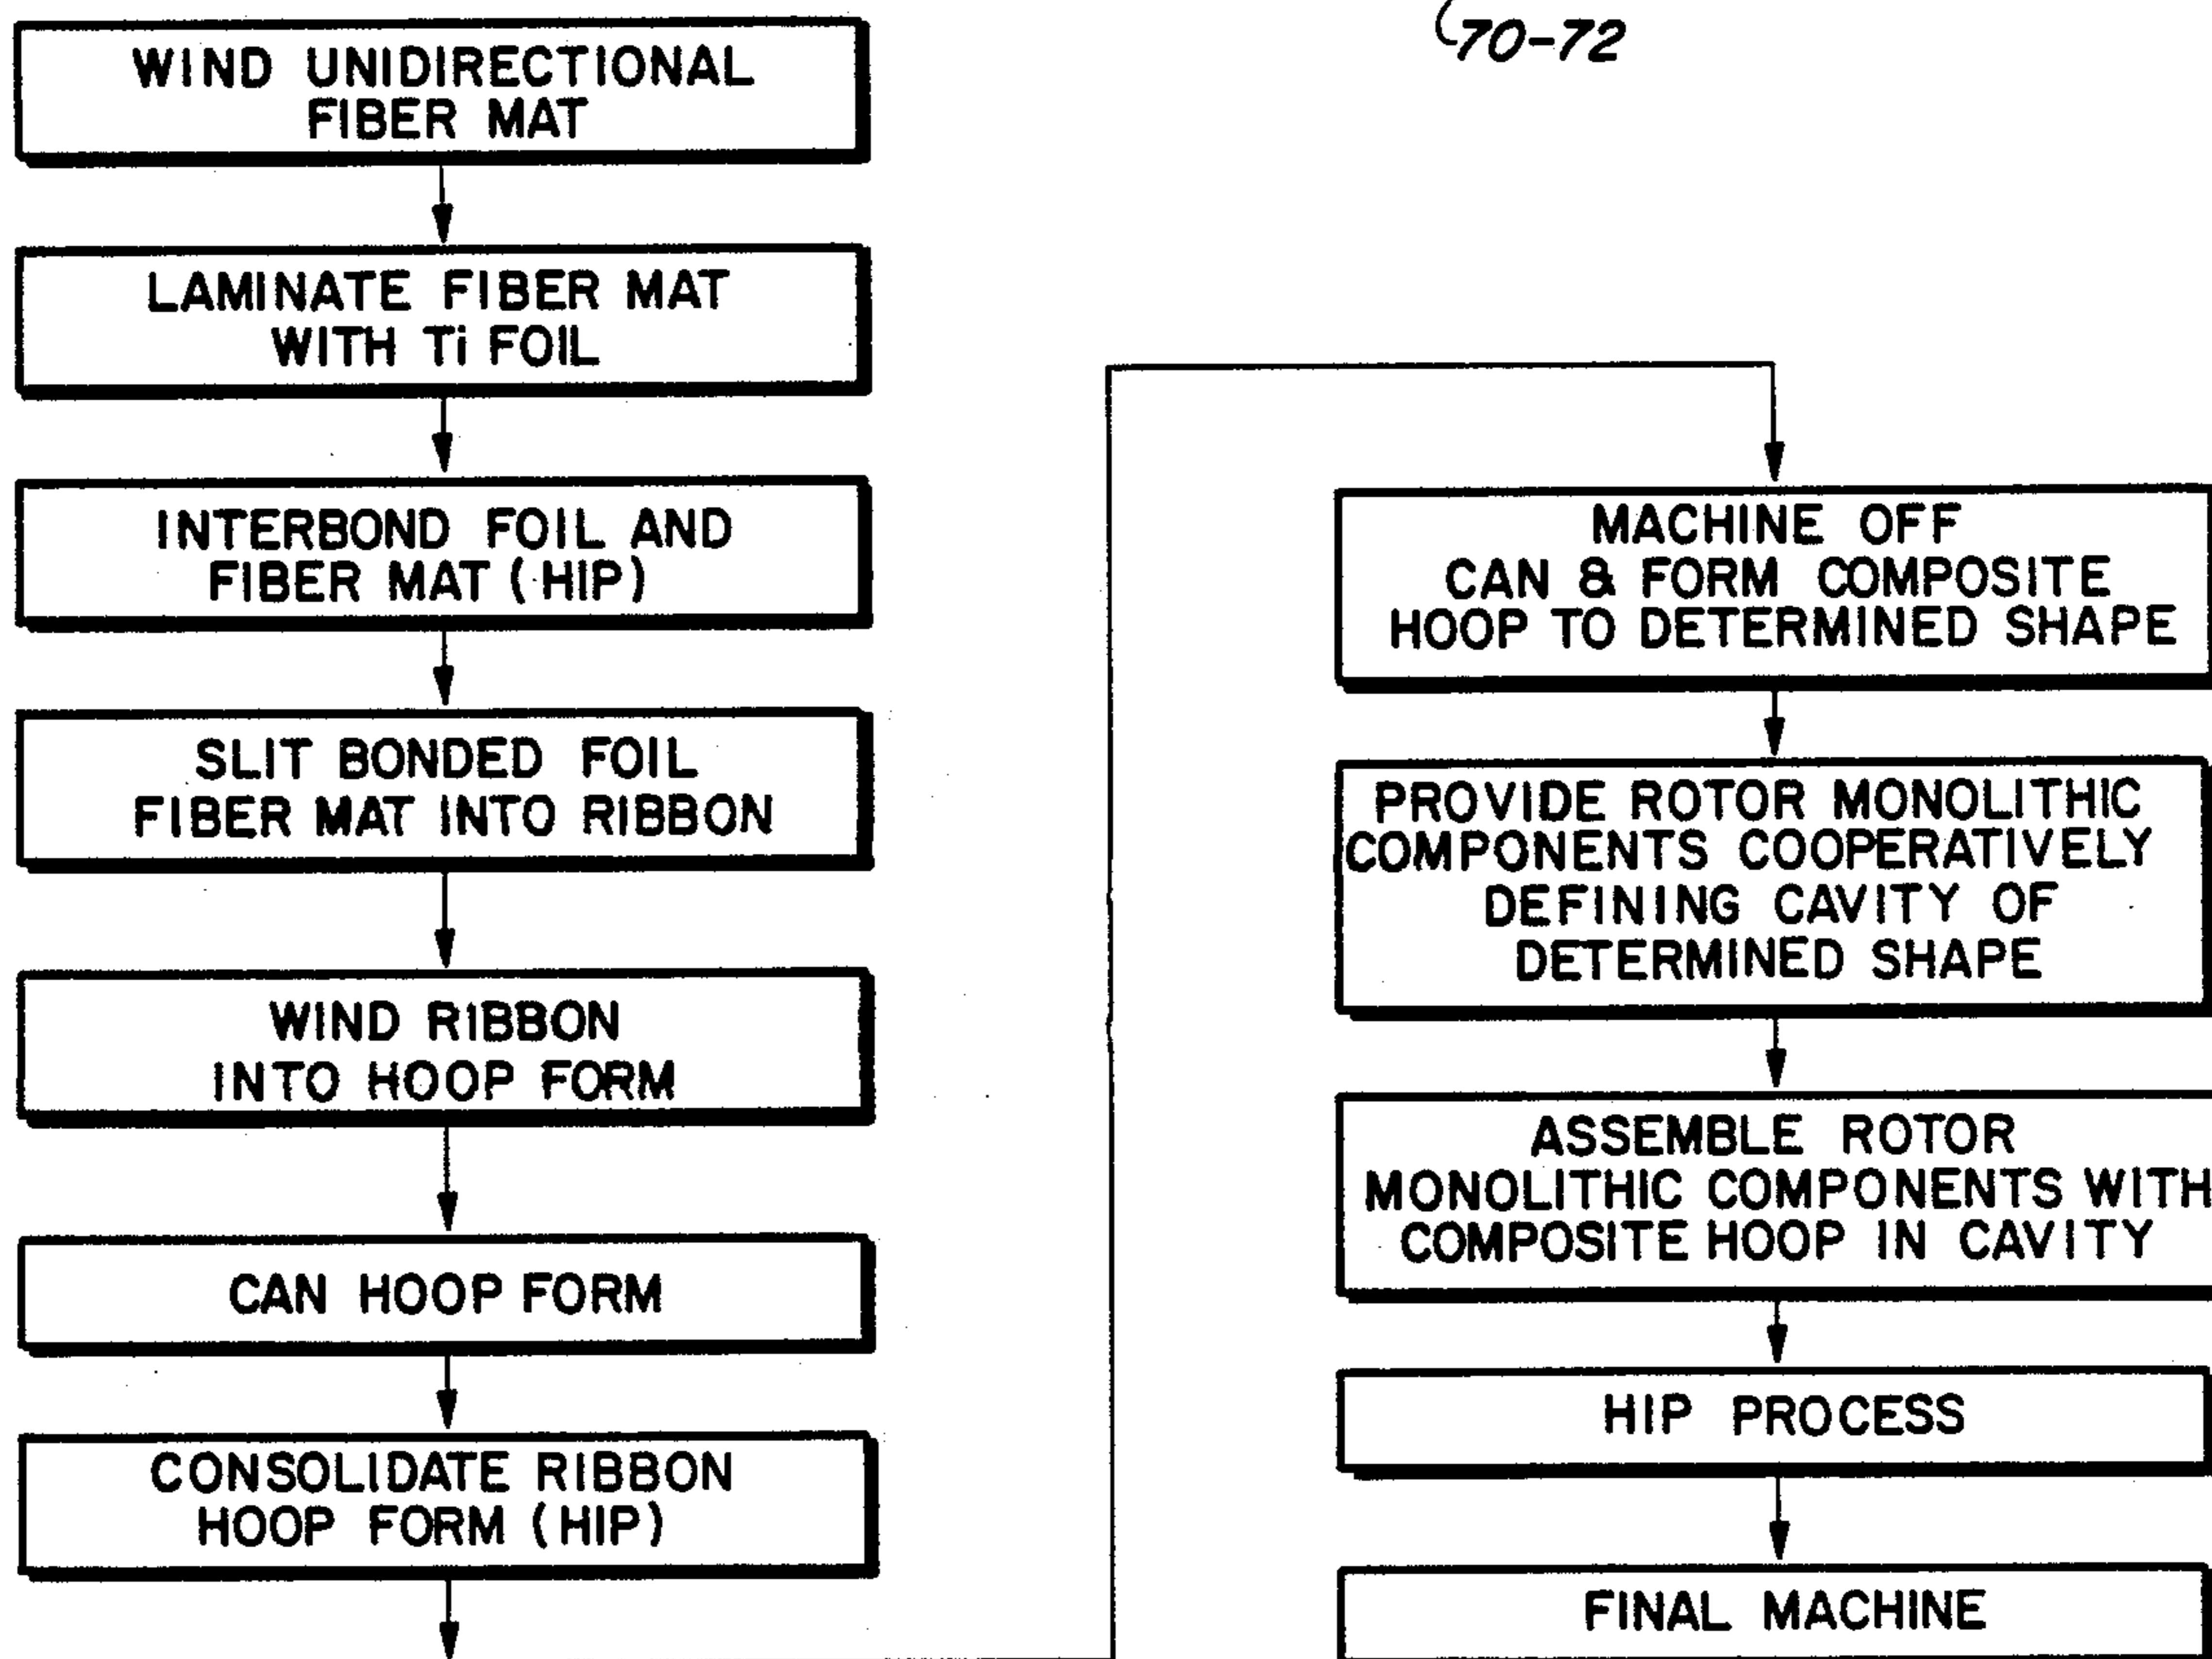 70-72
WIND UNIDIRECTIONAL
FIBER MAT
LAMINATE FIBER MAT
WITH Ti FOIL
INTERBOND FOIL AND
FIBER MAT (HIP)
SLIT BONDED FOIL
FIBER MAT INTO RIBBON
WIND RIBBON
INTO HOOP FORM
CAN HOOP FORM
CONSOLIDATE RIBBON
HOOP FORM (HIP)
MACHINE OFF
CAN & FORM COMPOSITE
HOOP TO DETERMINED SHAPE
PROVIDE ROTOR MONOLITHIC
COMPONENTS COOPERATIVELY
DEFINING CAVITY OF
DETERMINED SHAPE
ASSEMBLE ROTOR
MONOLITHIC COMPONENTS WITH
COMPOSITE HOOP IN CAVITY
HIP PROCESS
FINAL MACHINE